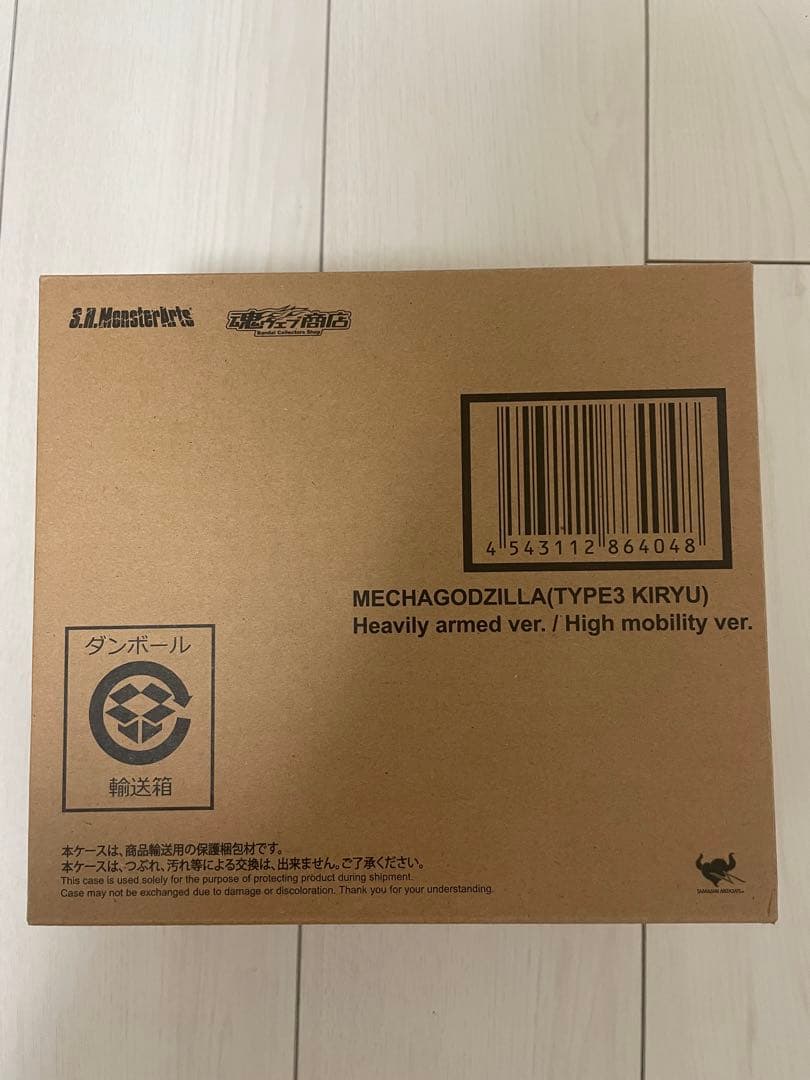 S.H.MonsterArts
魂ウェブ商店
Bandai Collectors Shop
4 543112 864048
MECHAGODZILLA(TYPE3 KIRYU)
Heavily armed ver. / High mobility ver.
ダンボール
輸送箱
本ケースは、商品輸送用の保護梱包材です。
本ケースは、つぶれ、汚れ等による交換は、出来ません。ご了承ください。
This case is used solely for the purpose of protecting product during shipment.
Case may not be exchanged due to damage or discoloration. Thank you for your understanding.
TAMASHII NATIONS